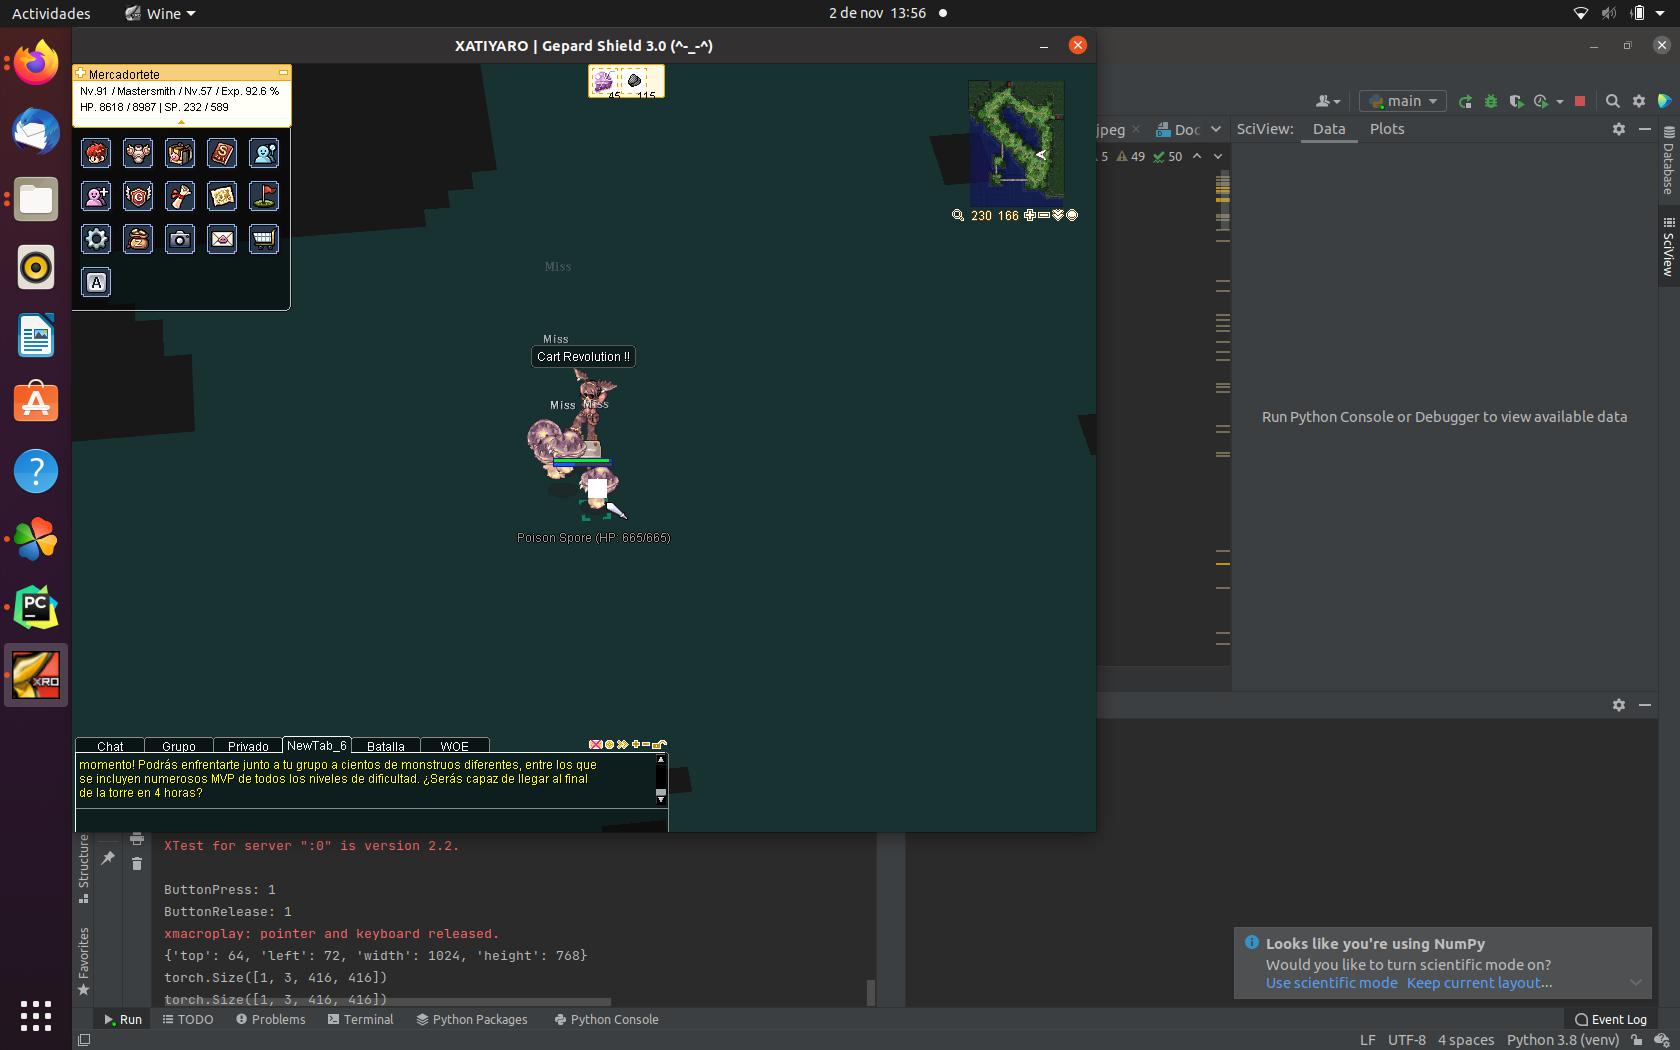 Actividades
Wine
2 de nov 13:56
XATIYARO | Gepard Shield 3.0 (^-_-^)
Mercadortete
Nv.91 / Mastersmith / Nv.57 / Exp. 92.6 %
HP. 8618 / 8987 | SP. 232 / 589
45 115
S
G
Z
A
230 166
Miss
Miss
Cart Revolution !!
Miss Miss
Poison Spore (HP: 665/665)
Chat Grupo Privado NewTab_6 Batalla WOE
momento! Podrás enfrentarte junto a tu grupo a cientos de monstruos diferentes, entre los que
se incluyen numerosos MVP de todos los niveles de dificultad. ¿Serás capaz de llegar al final
de la torre en 4 horas?
main
jpeg
Doc
SciView: Data Plots
5 49 50
Database
SciView
Run Python Console or Debugger to view available data
PC
XRO
XTest for server ":0" is version 2.2.
ButtonPress: 1
ButtonRelease: 1
xmacroplay: pointer and keyboard released.
{'top': 64, 'left': 72, 'width': 1024, 'height': 768}
torch.Size([1, 3, 416, 416])
torch.Size([1, 3, 416, 416])
Structure
Favorites
Looks like you're using NumPy
Would you like to turn scientific mode on?
Use scientific mode Keep current layout...
Run TODO Problems Terminal Python Packages Python Console
Event Log
LF UTF-8 4 spaces Python 3.8 (venv)